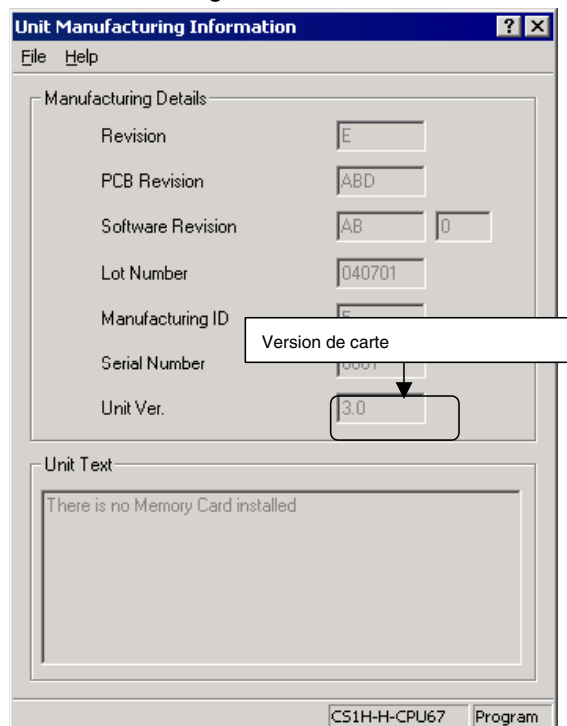 Unit Manufacturing Information
File Help
Manufacturing Details
Revision E
PCB Revision ABD
Software Revision AB 0
Lot Number 040701
Manufacturing ID
Version de carte
Serial Number
Unit Ver. 3.0
Unit Text
There is no Memory Card installed
CS1H-H-CPU67 Program